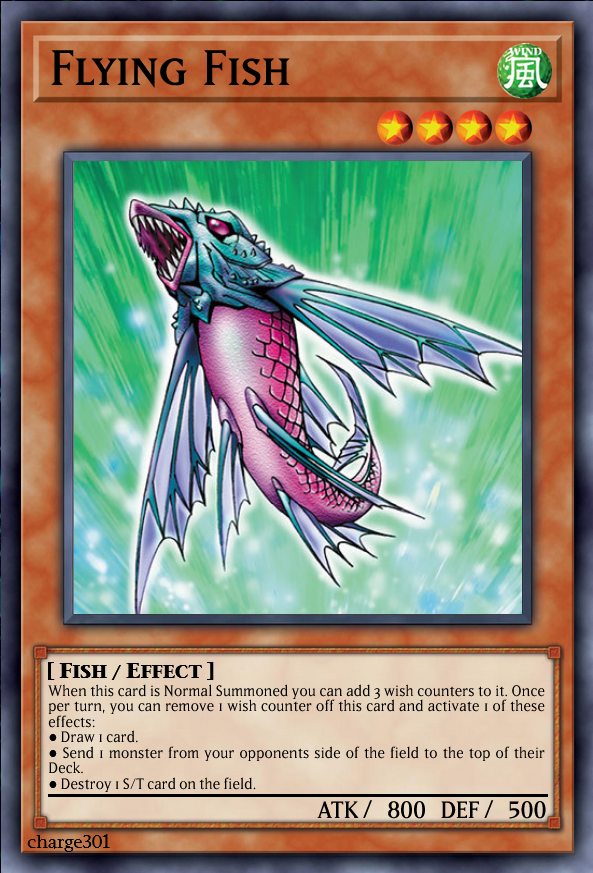 Flying Fish
WIND
風
[ Fish / Effect ]
When this card is Normal Summoned you can add 3 wish counters to it. Once
per turn, you can remove 1 wish counter off this card and activate 1 of these
effects:
● Draw 1 card.
● Send 1 monster from your opponents side of the field to the top of their
Deck.
● Destroy 1 S/T card on the field.
ATK / 800 DEF / 500
charge301